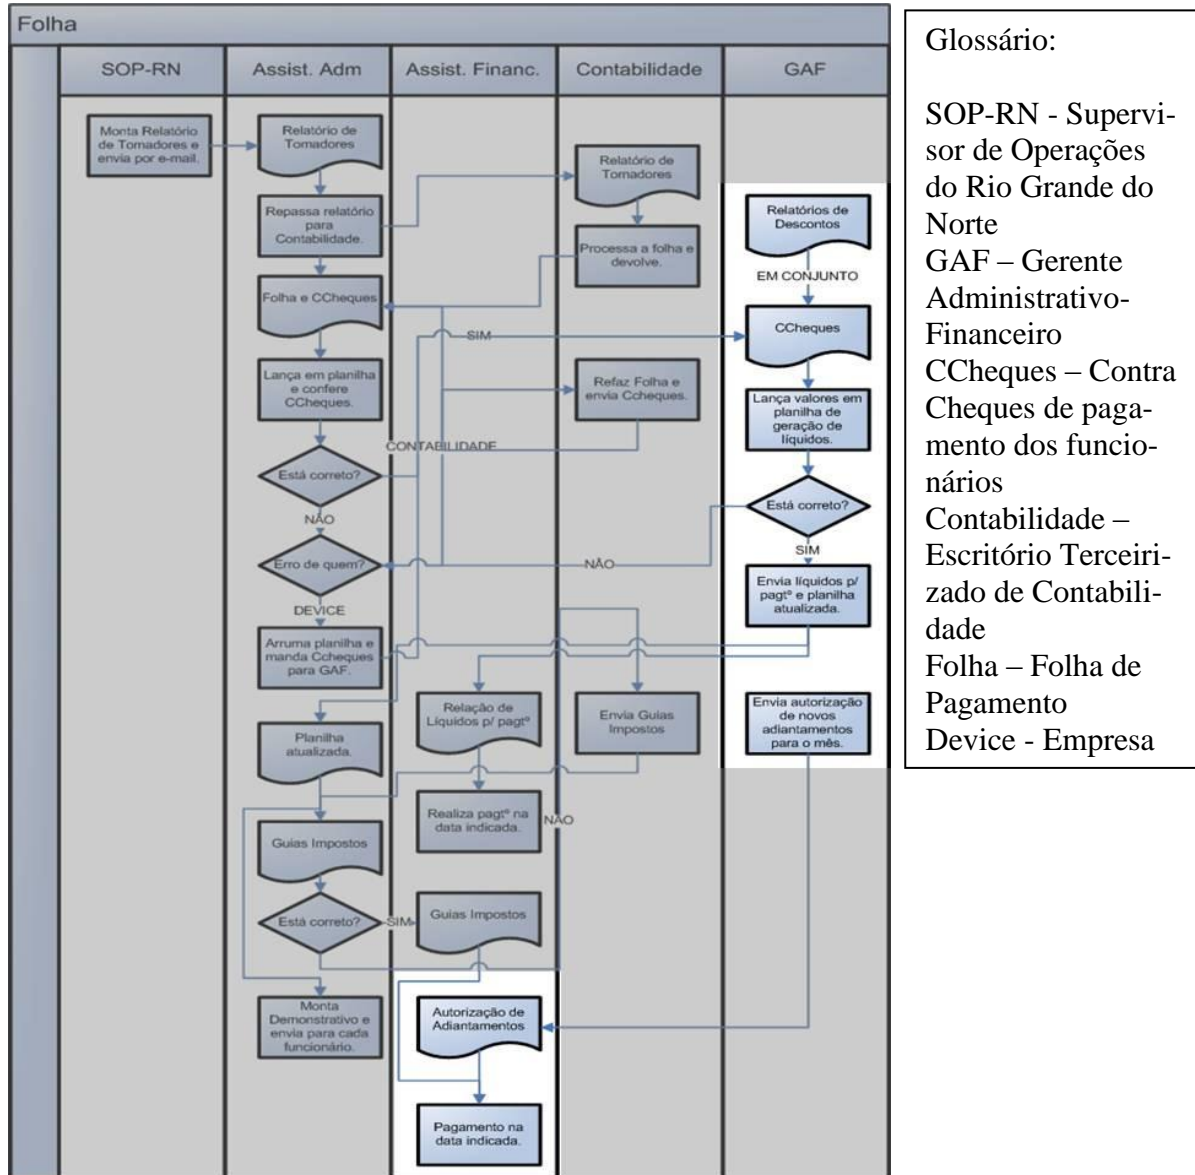 Folha
SOP-RN
Assist. Adm
Assist. Financ.
Contabilidade
GAF
Monta Relatório
de Tomadores e
envia por e-mail.
Relatório de
Tomadores
Relatório de
Tomadores
Repassa relatório
para
Contabilidade.
Processa a folha e
devolve.
Relatórios de
Descontos
EM CONJUNTO
Folha e CCheques
SIM
CCheques
Lança em planilha
e confere
CCheques.
Refaz Folha e
envia Ccheques.
Lança valores em
planilha de
geração de
líquidos.
CONTABILIDADE
Está correto?
NÃO
Está correto?
SIM
Erro de quem?
NÃO
DEVICE
Envia líquidos p/
pagtº e planilha
atualizada.
Arruma planilha e
manda Ccheques
para GAF.
Planilha
atualizada.
Relação de
Líquidos p/ pagtº
Envia Guias
Impostos
Envia autorização
de novos
adiantamentos
para o mês.
Realiza pagtº na
data indicada.
NÃO
Guias Impostos
Está correto?
SIM
Guias Impostos
Monta
Demonstrativo e
envia para cada
funcionário.
Autorização de
Adiantamentos
Pagamento na
data indicada.
Glossário:
SOP-RN - Supervi-
sor de Operações
do Rio Grande do
Norte
GAF – Gerente
Administrativo-
Financeiro
CCheques – Contra
Cheques de paga-
mento dos funcio-
nários
Contabilidade –
Escritório Terceiri-
zado de Contabili-
dade
Folha – Folha de
Pagamento
Device - Empresa